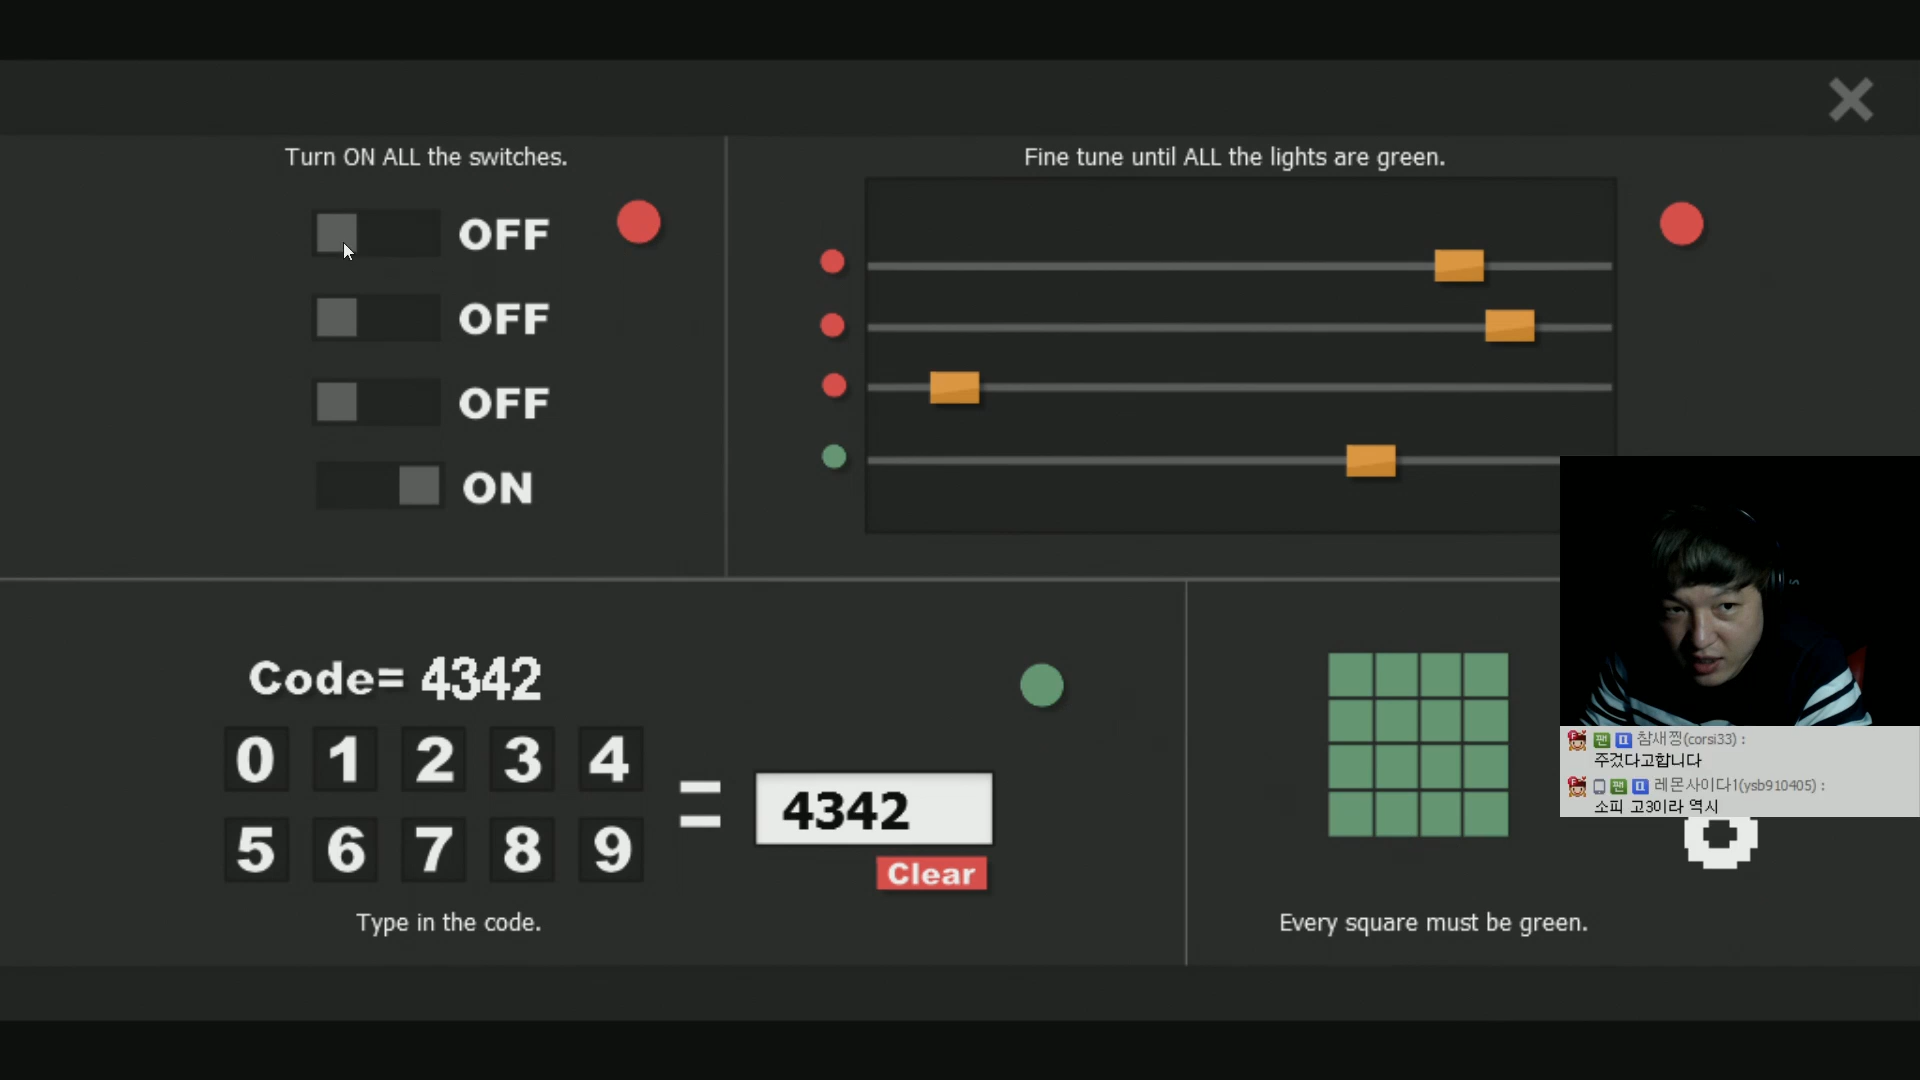 Turn ON ALL the switches.
Fine tune until ALL the lights are green.
OFF
OFF
OFF
ON
Code= 4342
0 1 2 3 4
5 6 7 8 9
=
4342
Clear
Type in the code.
Every square must be green.
팬 참새찡(corsi33) :
주겄다고합니다
팬 레몬사이다1(ysb910405) :
소피 고3이라 역시